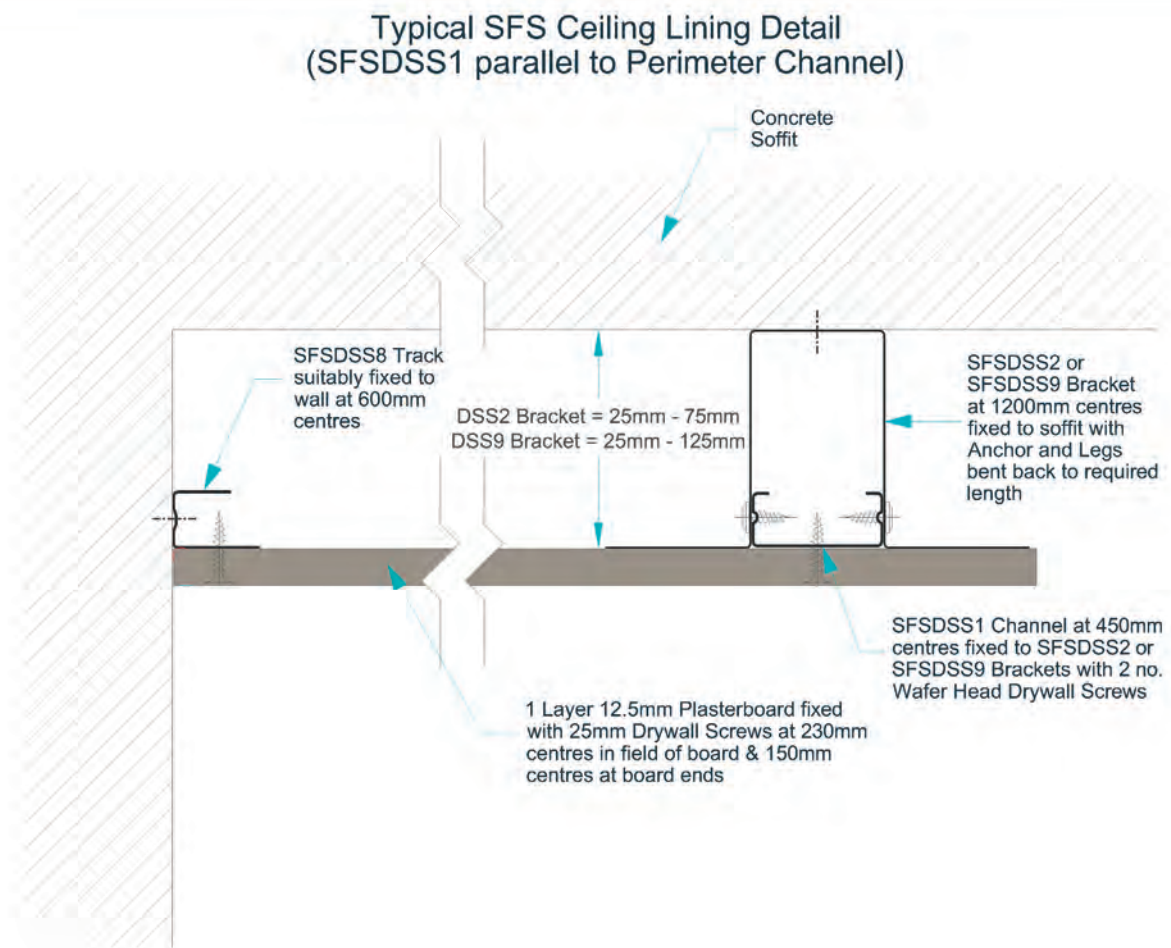 Typical SFS Ceiling Lining Detail
(SFSDSS1 parallel to Perimeter Channel)
Concrete
Soffit
SFSDSS8 Track
suitably fixed to
wall at 600mm
centres
DSS2 Bracket = 25mm - 75mm
DSS9 Bracket = 25mm - 125mm
SFSDSS2 or
SFSDSS9 Bracket
at 1200mm centres
fixed to soffit with
Anchor and Legs
bent back to required
length
SFSDSS1 Channel at 450mm
centres fixed to SFSDSS2 or
SFSDSS9 Brackets with 2 no.
Wafer Head Drywall Screws
1 Layer 12.5mm Plasterboard fixed
with 25mm Drywall Screws at 230mm
centres in field of board & 150mm
centres at board ends